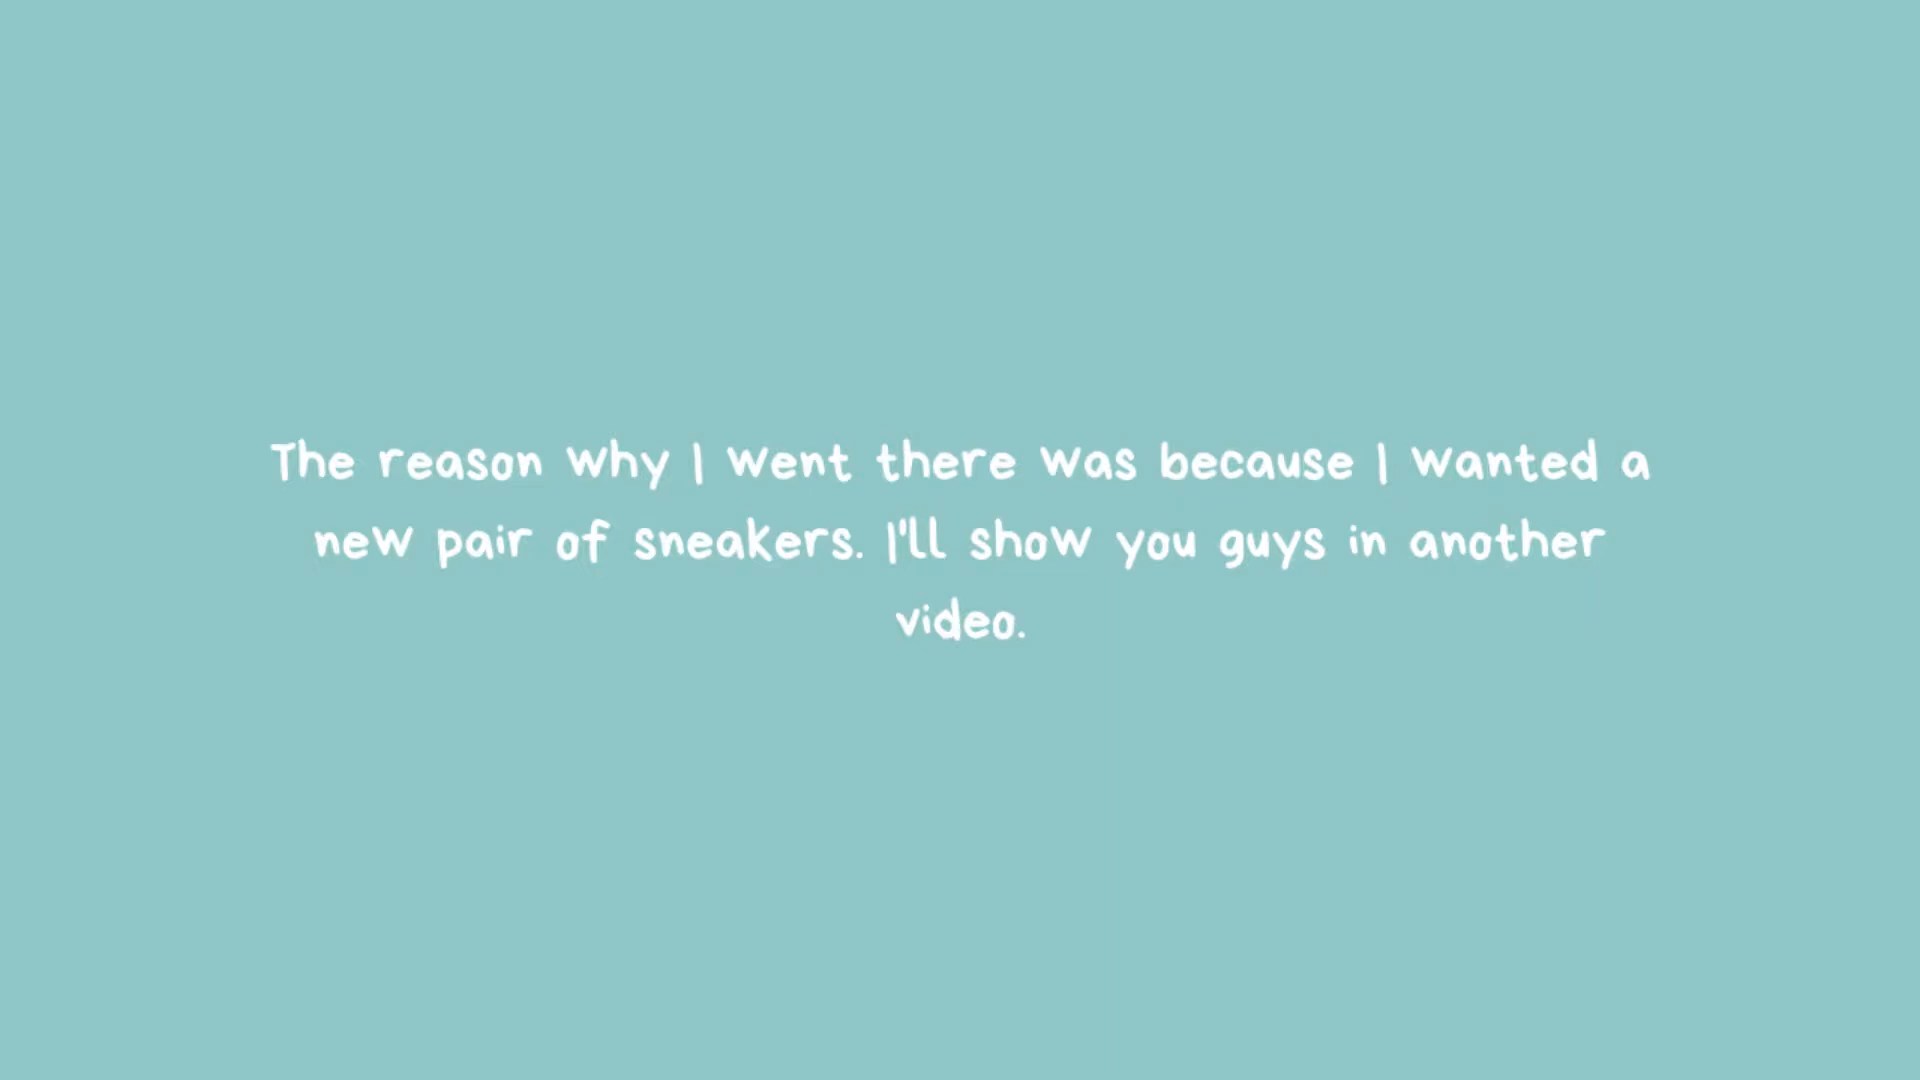 The reason why I went there was because I wanted a
new pair of sneakers. I'll show you guys in another
video.